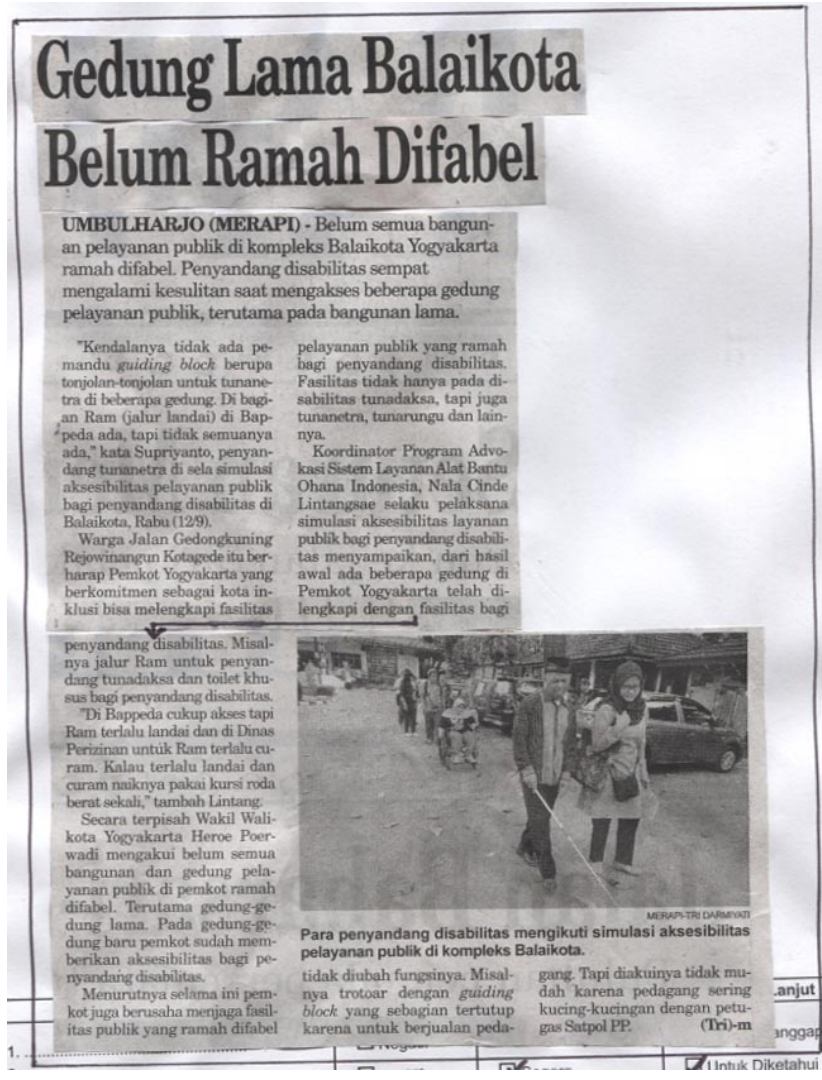 Gedung Lama Balaikota
Belum Ramah Difabel
UMBULHARJO (MERAPI) - Belum semua bangun-
an pelayanan publik di kompleks Balaikota Yogyakarta
ramah difabel. Penyandang disabilitas sempat
mengalami kesulitan saat mengakses beberapa gedung
pelayanan publik, terutama pada bangunan lama.
"Kendalanya tidak ada pe-
mandu guiding block berupa
tonjolan-tonjolan untuk tunane-
tra di beberapa gedung. Di bagi-
an Ram (jalur landai) di Bap-
peda ada, tapi tidak semuanya
ada," kata Supriyanto, penyan-
dang tunanetra di sela simulasi
aksesibilitas pelayanan publik
bagi penyandang disabilitas di
Balaikota, Rabu (12/9).
Warga Jalan Gedongkuning
Rejowinangun Kotagede itu ber-
harap Pemkot Yogyakarta yang
berkomitmen sebagai kota in-
klusi bisa melengkapi fasilitas
pelayanan publik yang ramah
bagi penyandang disabilitas.
Fasilitas tidak hanya pada di-
sabilitas tunadaksa, tapi juga
tunanetra, tunarungu dan lain-
nya.
Koordinator Program Advo-
kasi Sistem Layanan Alat Bantu
Ohana Indonesia, Nala Cinde
Lintangsae selaku pelaksana
simulasi aksesibilitas layanan
publik bagi penyandang disabili-
tas menyampaikan, dari hasil
awal ada beberapa gedung di
Pemkot Yogyakarta telah di-
lengkapi dengan fasilitas bagi
penyandang disabilitas. Misal-
nya jalur Ram untuk penyan-
dang tunadaksa dan toilet khu-
sus bagi penyandang disabilitas.
"Di Bappeda cukup akses tapi
Ram terlalu landai dan di Dinas
Perizinan untuk Ram terlalu cu-
ram. Kalau terlalu landai dan
curam naiknya pakai kursi roda
berat sekali," tambah Lintang.
Secara terpisah Wakil Wali-
kota Yogyakarta Heroe Poer-
wadi mengakui belum semua
bangunan dan gedung pela-
yanan publik di pemkot ramah
difabel. Terutama gedung-ge-
dung lama. Pada gedung-ge-
dung baru pemkot sudah mem-
berikan aksesibilitas bagi pe-
nyandang disabilitas.
Menurutnya selama ini pem-
kot juga berusaha menjaga fasil-
itas publik yang ramah difabel
MERAPI-TRI DARMIYATI
Para penyandang disabilitas mengikuti simulasi aksesibilitas
pelayanan publik di kompleks Balaikota.
tidak diubah fungsinya. Misal-
nya trotoar dengan guiding
block yang sebagian tertutup
karena untuk berjualan peda-
gang. Tapi diakuinya tidak mu-
dah karena pedagang sering
kucing-kucingan dengan petu-
gas Satpol PP. (Tri)-m
anjut
anggap
1.
Untuk Diketahui